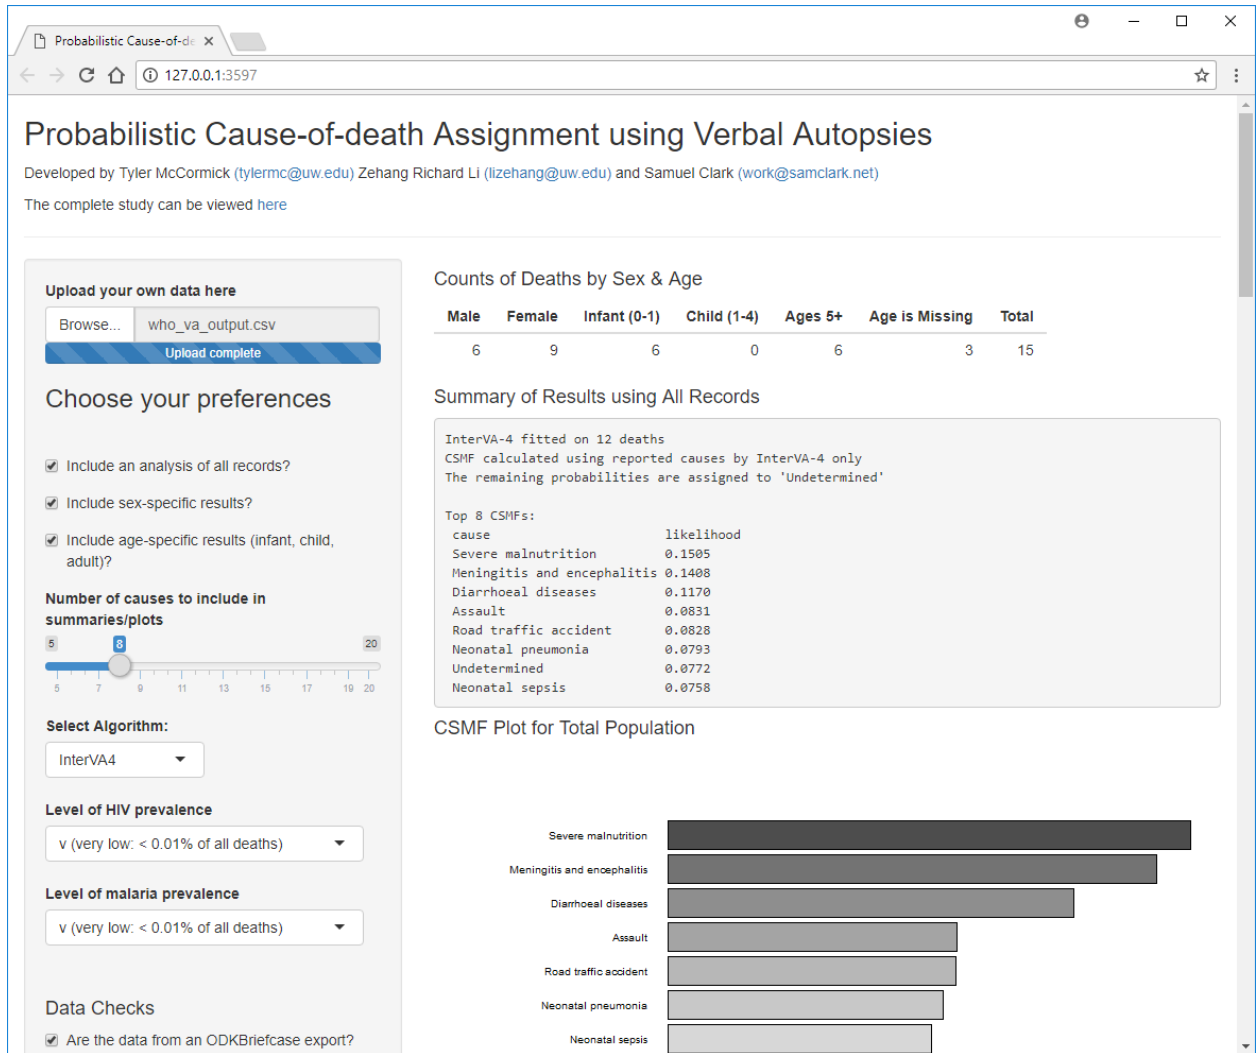 Probabilistic Cause-of-de
127.0.0.1:3597
Probabilistic Cause-of-death Assignment using Verbal Autopsies
Developed by Tyler McCormick (tylermc@uw.edu) Zehang Richard Li (lizehang@uw.edu) and Samuel Clark (work@samclark.net)
The complete study can be viewed here
Upload your own data here
Browse... who_va_output.csv
Upload complete
Choose your preferences
Include an analysis of all records?
Include sex-specific results?
Include age-specific results (infant, child,
adult)?
Number of causes to include in
summaries/plots
5 8 20
5 7 9 11 13 15 17 19 20
Select Algorithm:
InterVA4
Level of HIV prevalence
v (very low: < 0.01% of all deaths)
Level of malaria prevalence
v (very low: < 0.01% of all deaths)
Data Checks
Are the data from an ODKBriefcase export?
Counts of Deaths by Sex & Age
Male Female Infant (0-1) Child (1-4) Ages 5+ Age is Missing Total
6 9 6 0 6 3 15
Summary of Results using All Records
InterVA-4 fitted on 12 deaths
CSMF calculated using reported causes by InterVA-4 only
The remaining probabilities are assigned to 'Undetermined'
Top 8 CSMFs:
cause likelihood
Severe malnutrition 0.1505
Meningitis and encephalitis 0.1408
Diarrhoeal diseases 0.1170
Assault 0.0831
Road traffic accident 0.0828
Neonatal pneumonia 0.0793
Undetermined 0.0772
Neonatal sepsis 0.0758
CSMF Plot for Total Population
Severe malnutrition
Meningitis and encephalitis
Diarrhoeal diseases
Assault
Road traffic accident
Neonatal pneumonia
Neonatal sepsis